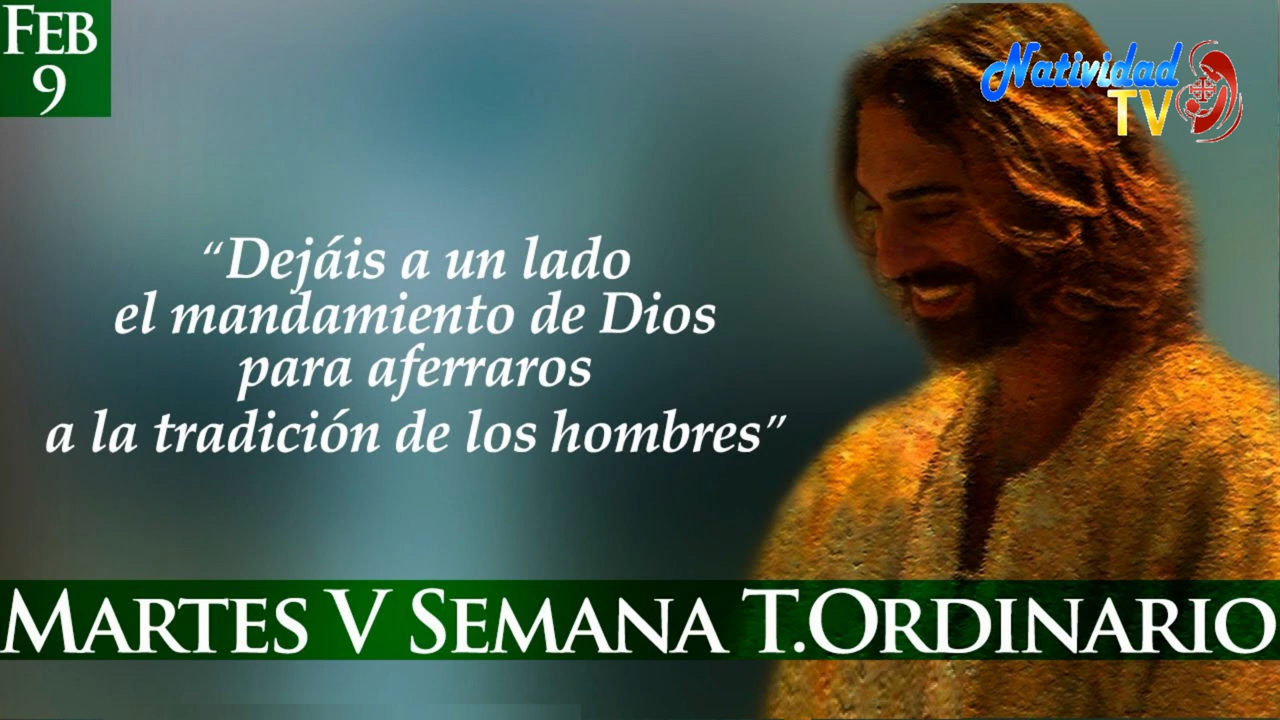 FEB
9
Natividad
TV
“Dejáis a un lado
el mandamiento de Dios
para aferraros
a la tradición de los hombres”
MARTES V SEMANA T.ORDINARIO